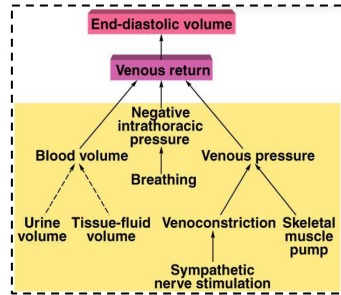 End-diastolic volume
Venous return
Negative
intrathoracic
pressure
Blood volume
Venous pressure
Breathing
Urine
volume
Tissue-fluid
volume
Venoconstriction
Skeletal
muscle
pump
Sympathetic
nerve stimulation